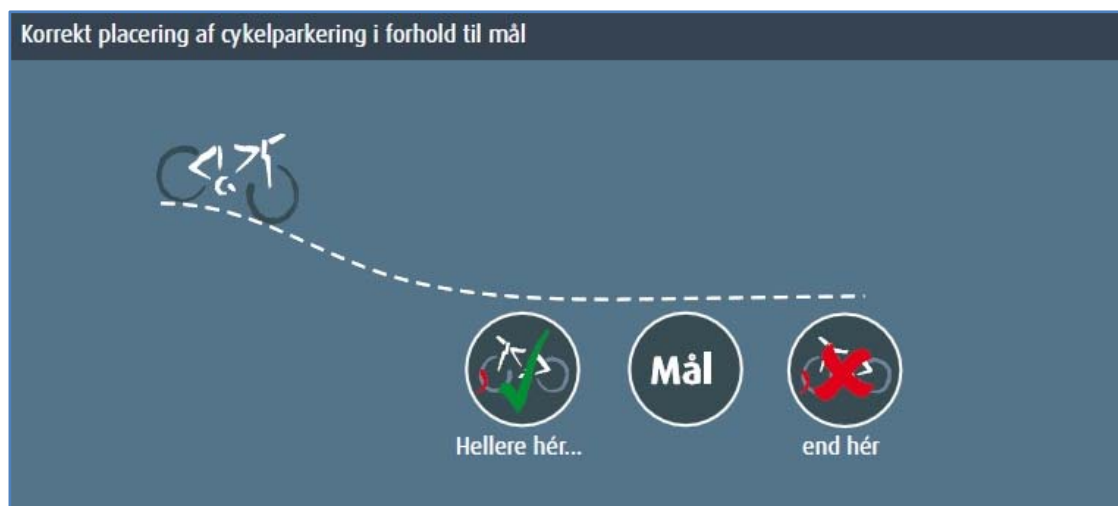 Korrekt placering af cykelparkering i forhold til mål
Mål
Hellere hér...
end hér